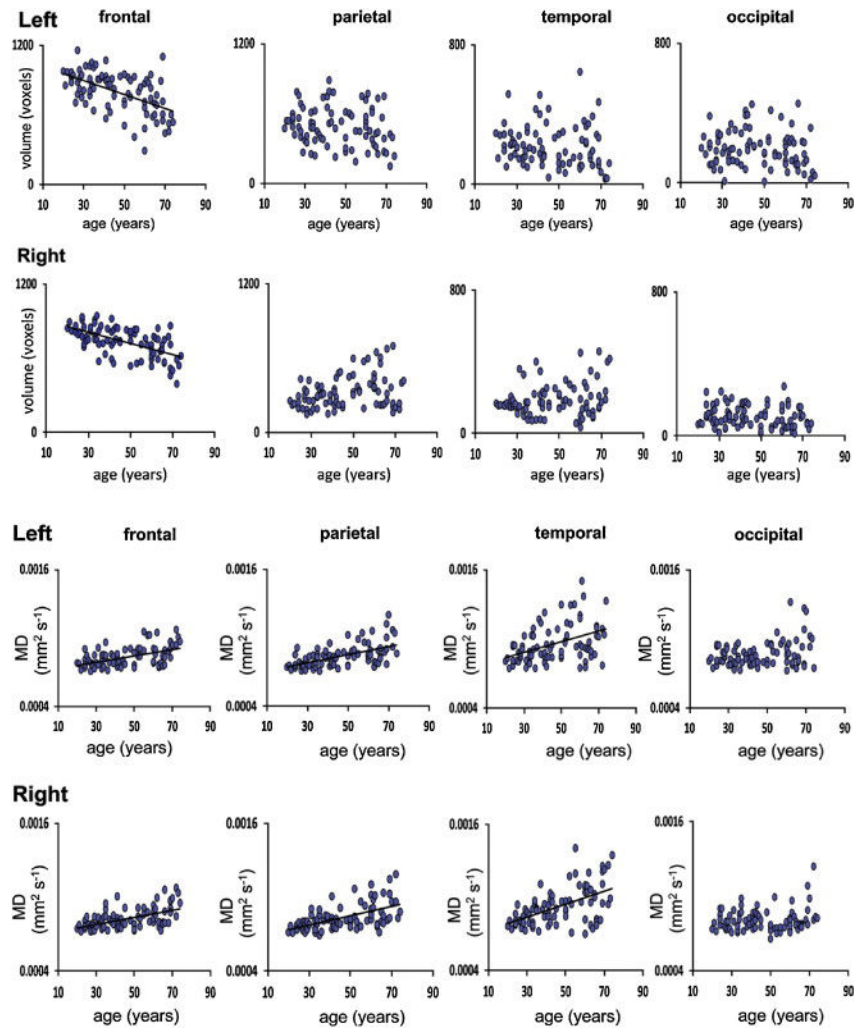 Left frontal parietal temporal occipital
1200 1200 800 800
volume (voxels)
0 0 0 0
10 30 50 70 90 10 30 50 70 90 10 30 50 70 90 10 30 50 70 90
age (years) age (years) age (years) age (years)
Right
1200 1200 800 800
volume (voxels)
0 0 0 0
10 30 50 70 90 10 30 50 70 90 10 30 50 70 90 10 30 50 70 90
age (years) age (years) age (years) age (years)
Left frontal parietal temporal occipital
0.0016 0.0016 0.0016 0.0016
MD (mm² s⁻¹) MD (mm² s⁻¹) MD (mm² s⁻¹) MD (mm² s⁻¹)
0.0004 0.0004 0.0004 0.0004
10 30 50 70 90 10 30 50 70 90 10 30 50 70 90 10 30 50 70 90
age (years) age (years) age (years) age (years)
Right
0.0016 0.0016 0.0016 0.0016
MD (mm² s⁻¹) MD (mm² s⁻¹) MD (mm² s⁻¹) MD (mm² s⁻¹)
0.0004 0.0004 0.0004 0.0004
10 30 50 70 90 10 30 50 70 90 10 30 50 70 90 10 30 50 70 90
age (years) age (years) age (years) age (years)